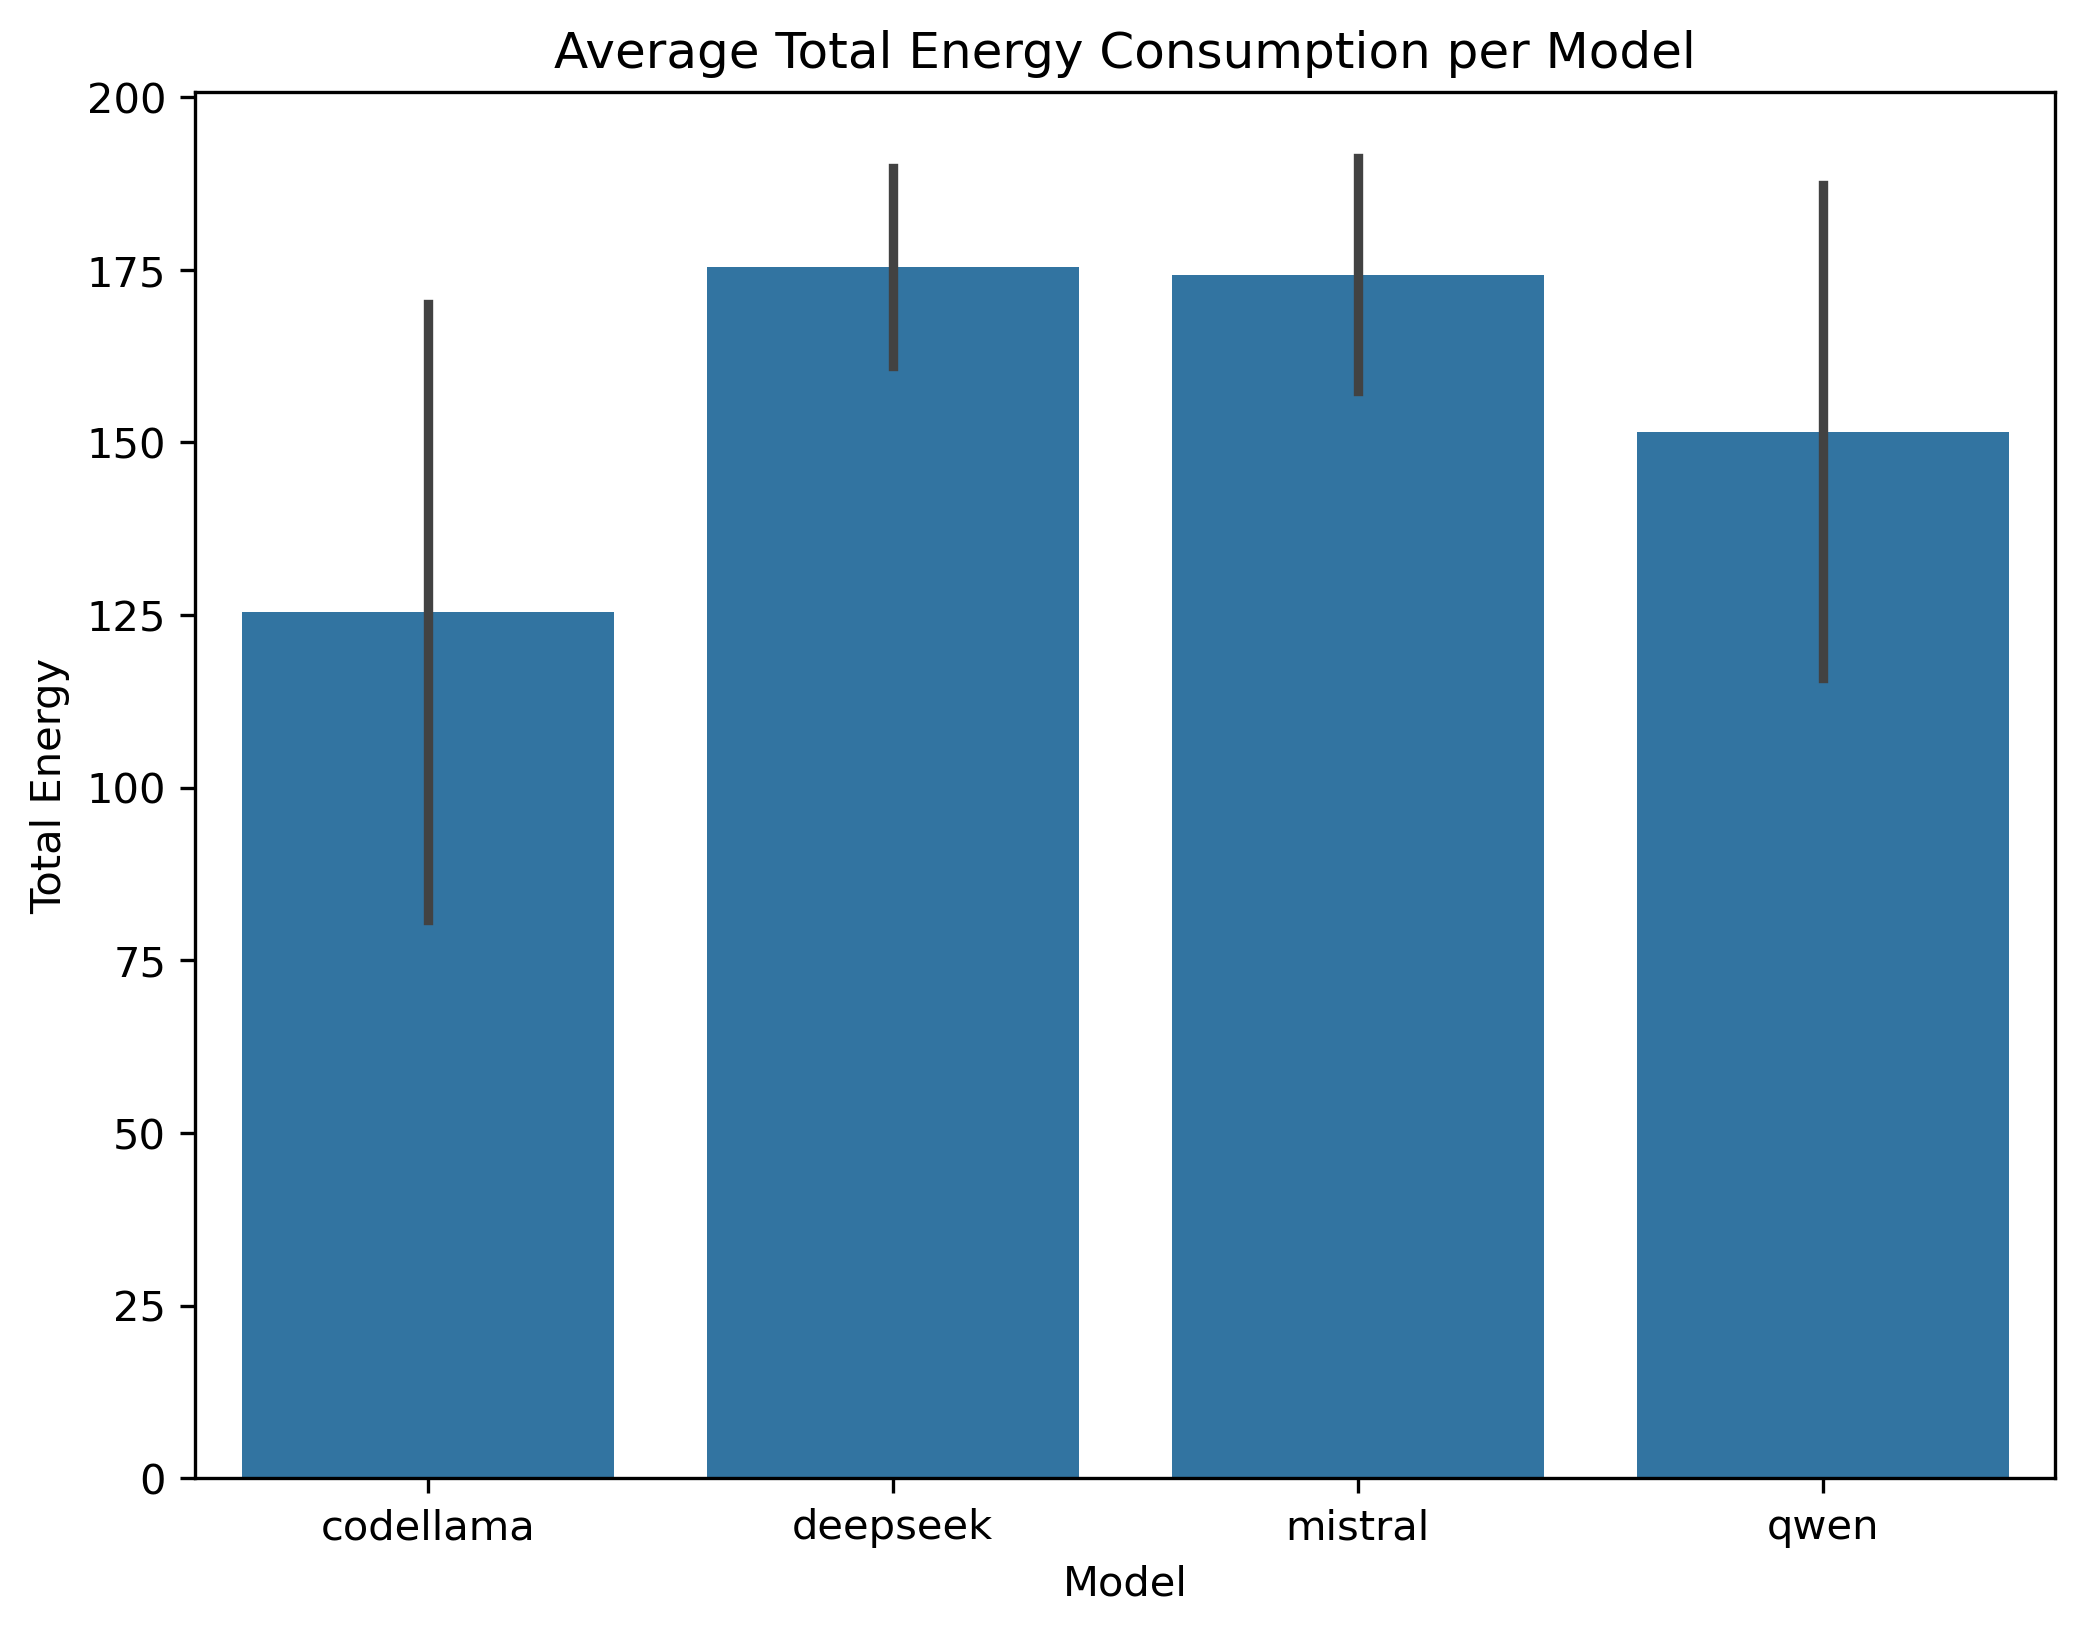 Average Total Energy Consumption per Model
Total Energy
200
175
150
125
100
75
50
25
0
codellama deepseek mistral qwen
Model